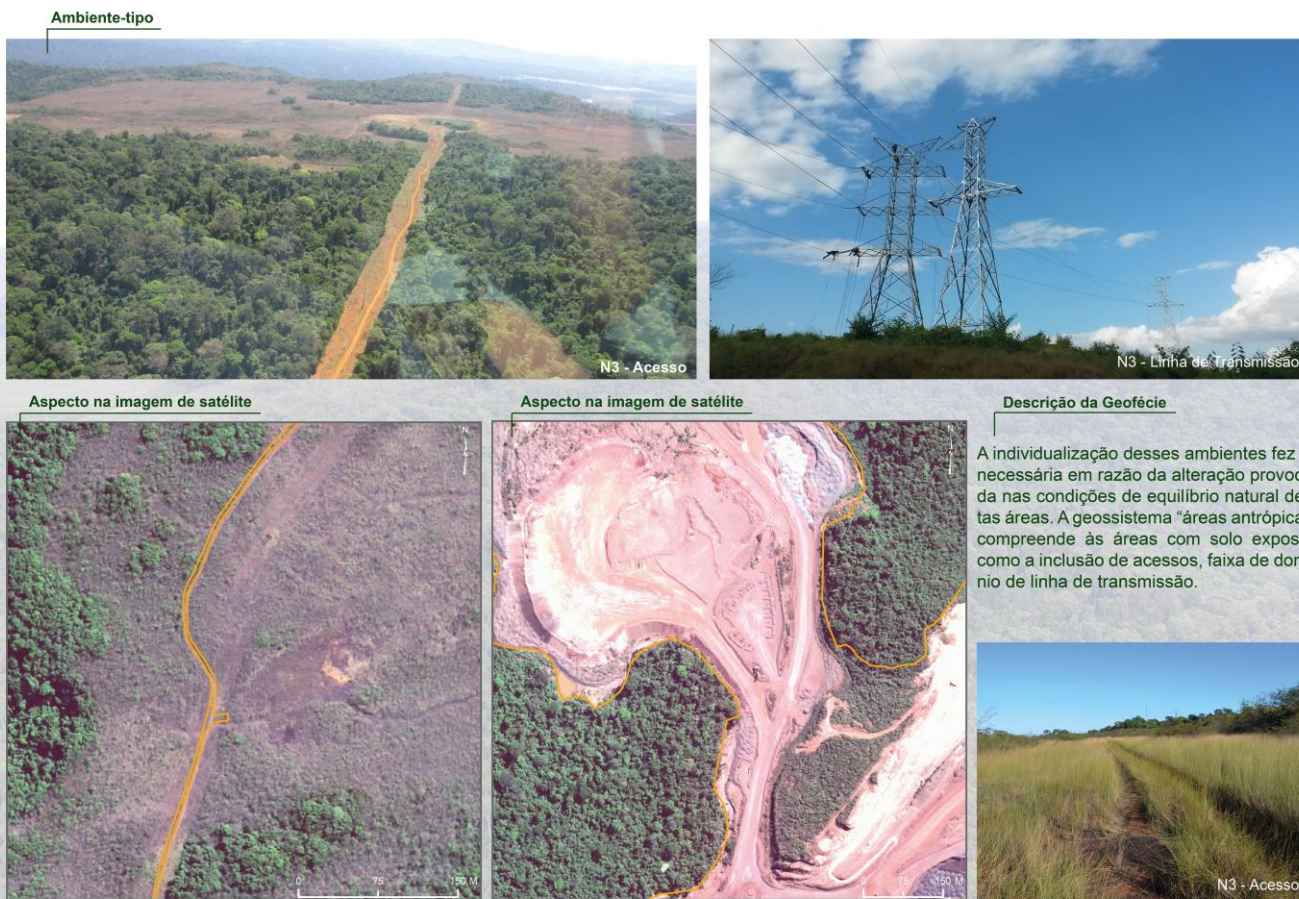 Ambiente-tipo
N3 - Acesso
N3 - Linha de Transmissão
Aspecto na imagem de satélite
N
0 75 150 M
Aspecto na imagem de satélite
N
0 75 150 M
Descrição da Geofécie
A individualização desses ambientes fez
necessária em razão da alteração provoc
da nas condições de equilíbrio natural de
tas áreas. A geossistema “áreas antrópica
compreende às áreas com solo expos
como a inclusão de acessos, faixa de dom
nio de linha de transmissão.
N3 - Acesso